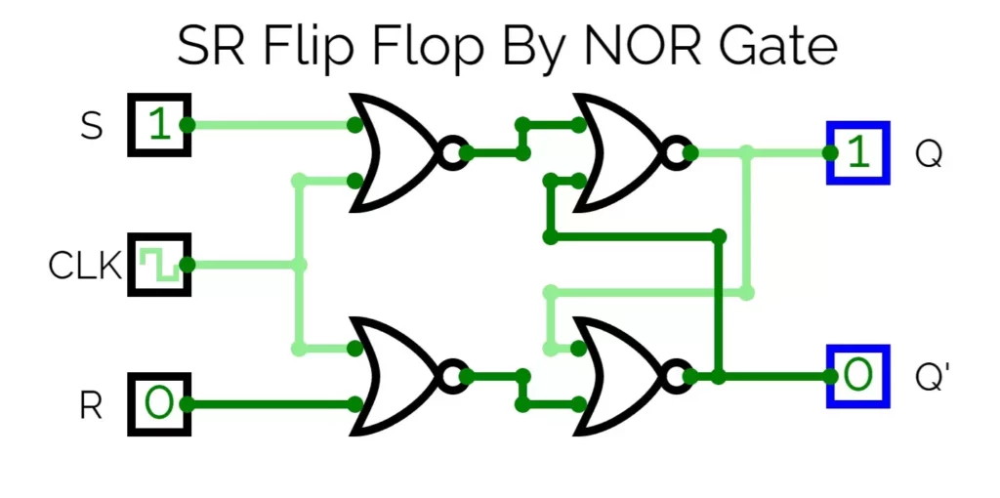 SR Flip Flop By NOR Gate
S 1
1 Q
CLK
R 0
0 Q'